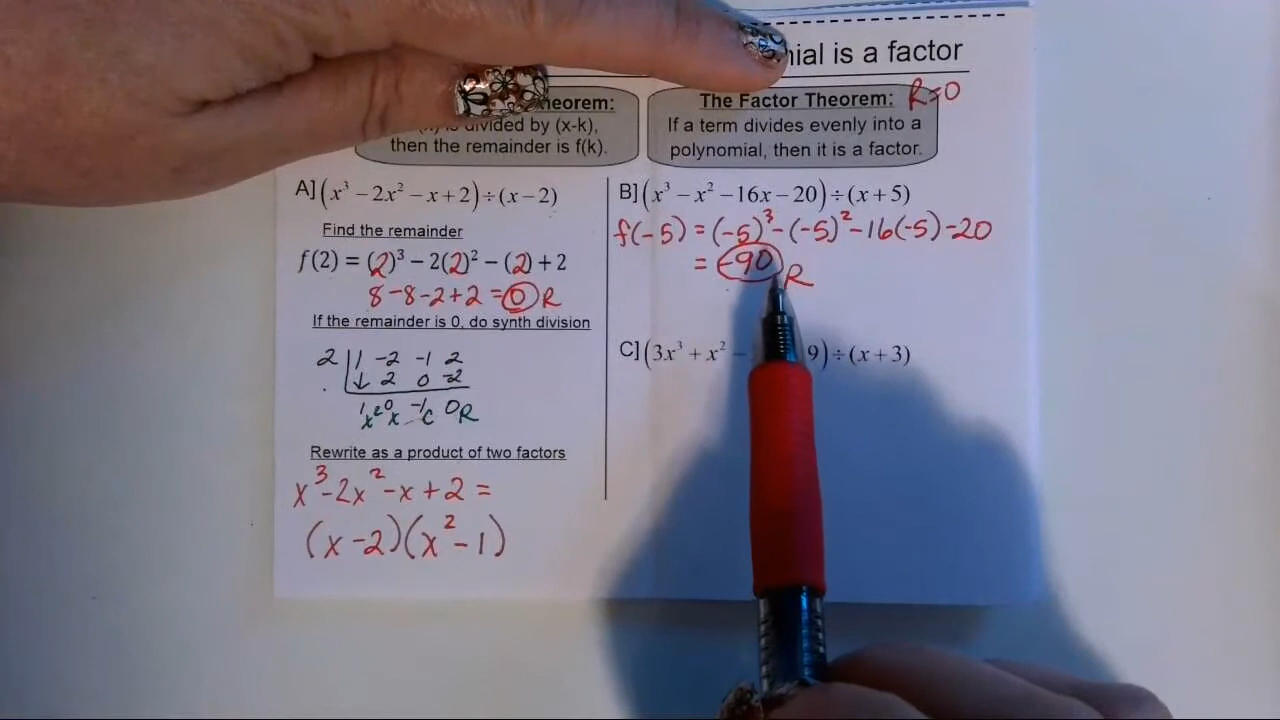 nial is a factor
heorem:
is divided by (x-k),
then the remainder is f(k).
The Factor Theorem: R=0
If a term divides evenly into a
polynomial, then it is a factor.
A](x³ − 2x² − x + 2) ÷ (x − 2)
Find the remainder
f(2) = (2)³ − 2(2)² − (2) + 2
8 - 8 - 2 + 2 = 0 R
If the remainder is 0, do synth division
2 | 1 -2 -1 2
↓ 2 0 -2
1x² 0x -1c 0R
Rewrite as a product of two factors
x³ - 2x² - x + 2 =
(x - 2)(x² - 1)
B](x³ − x² − 16x − 20) ÷ (x + 5)
f(-5) = (-5)³ - (-5)² - 16(-5) - 20
= -90 R
C](3x³ + x² − 9) ÷ (x + 3)